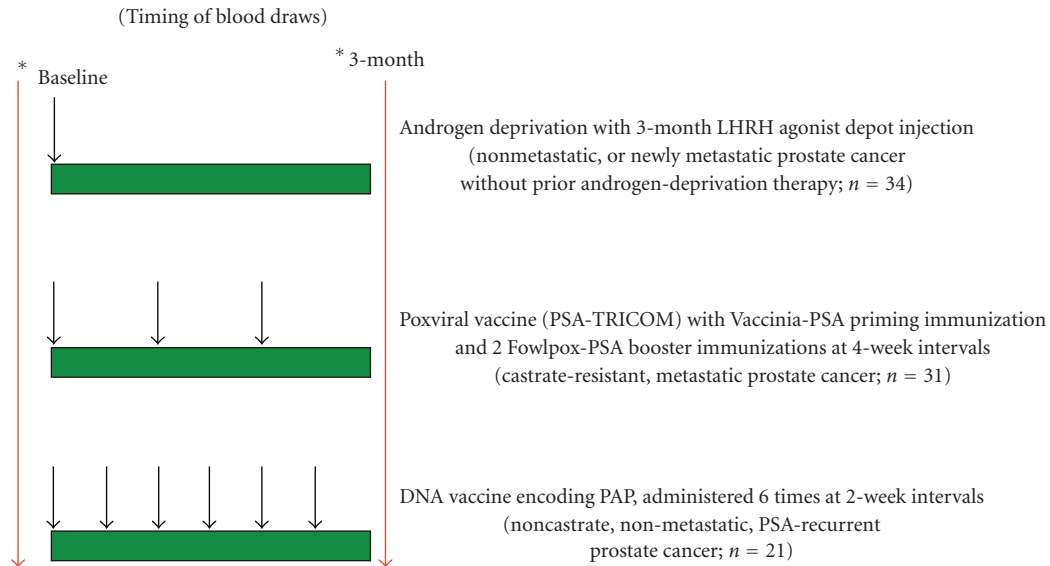 (Timing of blood draws)
* Baseline
* 3-month
Androgen deprivation with 3-month LHRH agonist depot injection
(nonmetastatic, or newly metastatic prostate cancer
without prior androgen-deprivation therapy; n = 34)
Poxviral vaccine (PSA-TRICOM) with Vaccinia-PSA priming immunization
and 2 Fowlpox-PSA booster immunizations at 4-week intervals
(castrate-resistant, metastatic prostate cancer; n = 31)
DNA vaccine encoding PAP, administered 6 times at 2-week intervals
(noncastrate, non-metastatic, PSA-recurrent
prostate cancer; n = 21)